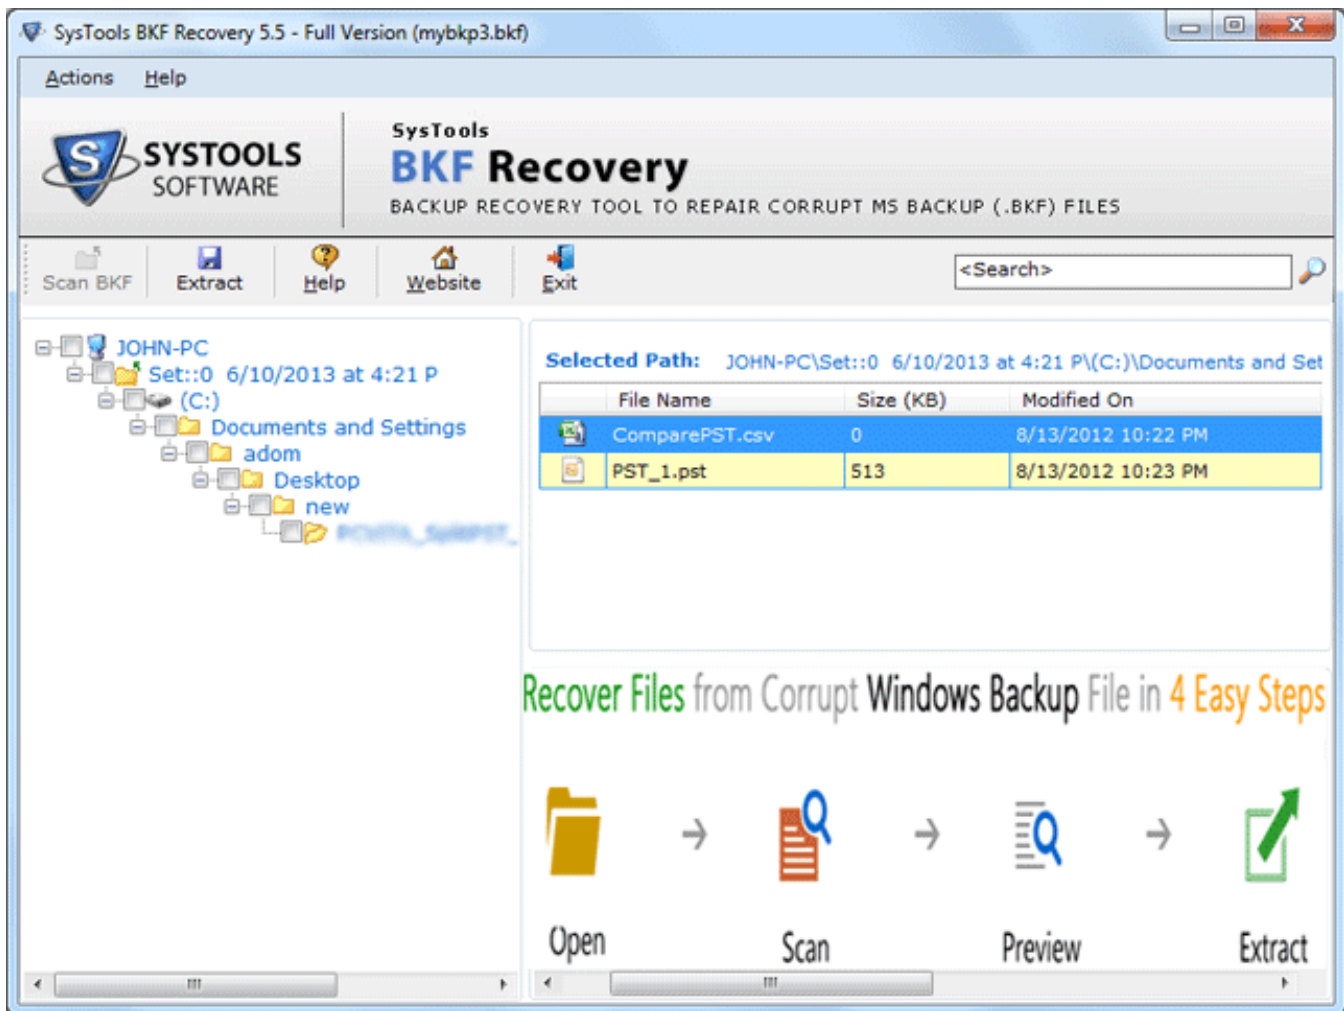 SysTools BKF Recovery 5.5 - Full Version (mybkp3.bkf)
Actions Help
SYSTOOLS
SOFTWARE
SysTools
BKF Recovery
BACKUP RECOVERY TOOL TO REPAIR CORRUPT MS BACKUP (.BKF) FILES
Scan BKF Extract Help Website Exit <Search>
JOHN-PC
Set::0 6/10/2013 at 4:21 P
(C:)
Documents and Settings
adom
Desktop
new
Selected Path: JOHN-PC\Set::0 6/10/2013 at 4:21 P\(C:)\Documents and Set
File Name Size (KB) Modified On
ComparePST.csv 0 8/13/2012 10:22 PM
PST_1.pst 513 8/13/2012 10:23 PM
Recover Files from Corrupt Windows Backup File in 4 Easy Steps
Open Scan Preview Extract